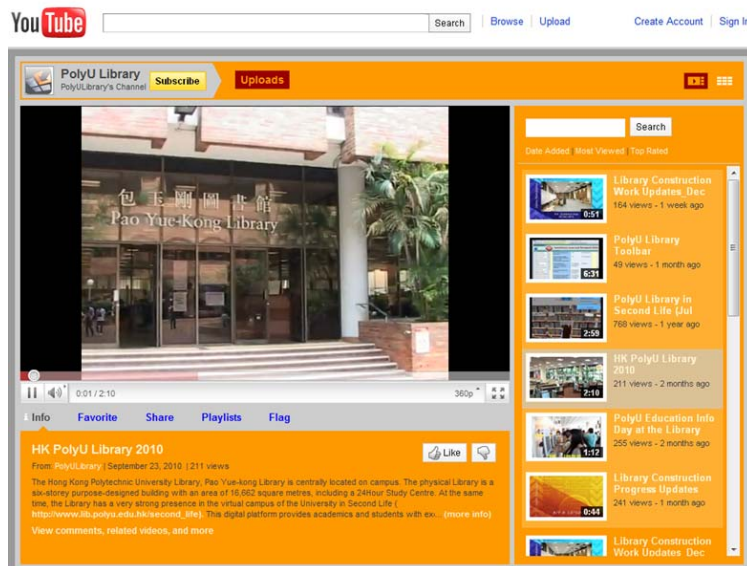 You Tube
Search
Browse
Upload
Create Account
Sign In
PolyU Library
PolyULibrary's Channel
Subscribe
Uploads
包玉剛圖書館
Pao Yue-Kong Library
0:01 / 2:10
360p
Info
Favorite
Share
Playlists
Flag
HK PolyU Library 2010
From: PolyULibrary | September 23, 2010 | 211 views
Like
The Hong Kong Polytechnic University Library, Pao Yue-kong Library is centrally located on campus. The physical Library is a
six-storey purpose-designed building with an area of 16,662 square metres, including a 24Hour Study Centre. At the same
time, the Library has a very strong presence in the virtual campus of the University in Second Life (
http://www.lib.polyu.edu.hk/second_life). This digital platform provides academics and students with exc... (more info)
View comments, related videos, and more
Search
Date Added | Most Viewed | Top Rated
Library Construction
Work Updates_Dec
164 views - 1 week ago
0:51
PolyU Library
Toolbar
49 views - 1 month ago
6:31
PolyU Library in
Second Life (Jul
768 views - 1 year ago
2:59
HK PolyU Library
2010
211 views - 2 months ago
2:10
PolyU Education Info
Day at the Library
255 views - 2 months ago
1:12
Library Construction
Progress Updates
241 views - 1 month ago
0:44
Library Construction
Work Updates_Dec